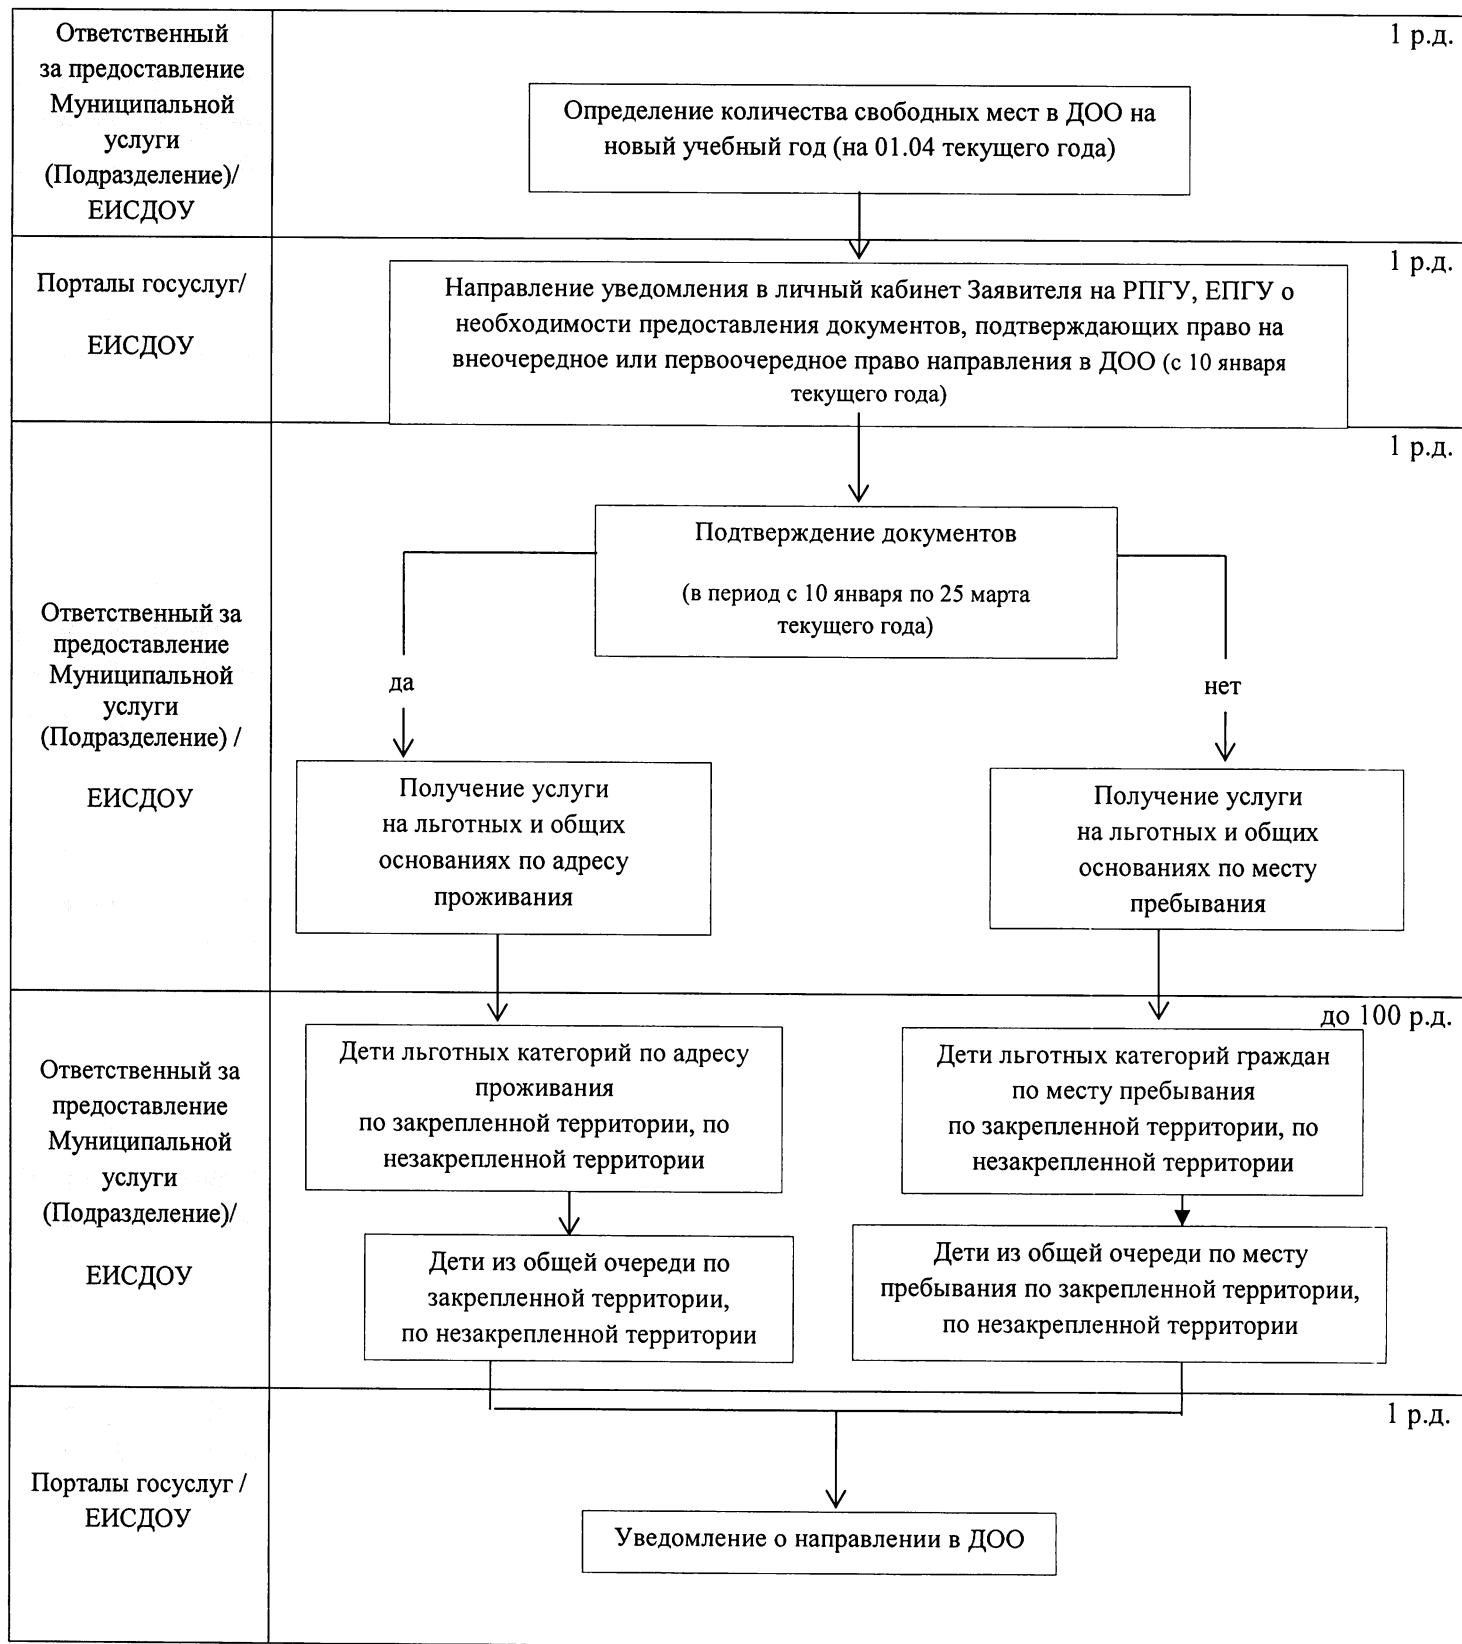 Ответственный
за предоставление
Муниципальной
услуги
(Подразделение)/
ЕИСДОУ
1 р.д.
Определение количества свободных мест в ДОО на
новый учебный год (на 01.04 текущего года)
Порталы госуслуг/
ЕИСДОУ
1 р.д.
Направление уведомления в личный кабинет Заявителя на РПГУ, ЕПГУ о
необходимости предоставления документов, подтверждающих право на
внеочередное или первоочередное право направления в ДОО (с 10 января
текущего года)
Ответственный за
предоставление
Муниципальной
услуги
(Подразделение) /
ЕИСДОУ
1 р.д.
Подтверждение документов
(в период с 10 января по 25 марта
текущего года)
да
нет
Получение услуги
на льготных и общих
основаниях по адресу
проживания
Получение услуги
на льготных и общих
основаниях по месту
пребывания
Ответственный за
предоставление
Муниципальной
услуги
(Подразделение)/
ЕИСДОУ
до 100 р.д.
Дети льготных категорий по адресу
проживания
по закрепленной территории, по
незакрепленной территории
Дети льготных категорий граждан
по месту пребывания
по закрепленной территории, по
незакрепленной территории
Дети из общей очереди по
закрепленной территории,
по незакрепленной территории
Дети из общей очереди по месту
пребывания по закрепленной территории,
по незакрепленной территории
Порталы госуслуг /
ЕИСДОУ
1 р.д.
Уведомление о направлении в ДОО